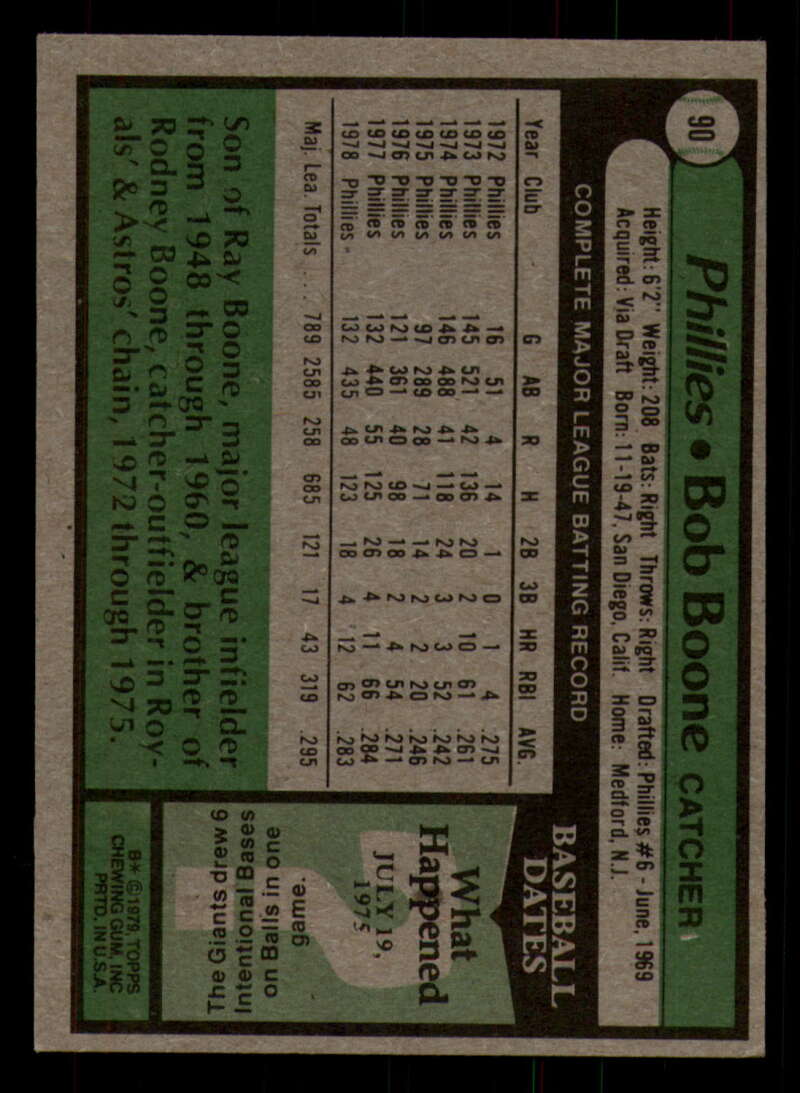 90
Phillies • Bob Boone CATCHER
Height: 6'2" Weight: 208 Bats: Right Throws: Right Drafted: Phillies #6 - June, 1969
Acquired: Via Draft Born: 11-19-47, San Diego, Calif. Home: Medford, N.J.
COMPLETE MAJOR LEAGUE BATTING RECORD
Year Club G AB R H 2B 3B HR RBI AVG.
1972 Phillies 16 51 4 14 1 0 1 4 .275
1973 Phillies 145 521 42 136 20 2 10 61 .261
1974 Phillies 146 488 41 118 24 3 3 52 .242
1975 Phillies 97 289 28 71 14 2 2 20 .246
1976 Phillies 121 361 40 98 18 2 4 54 .271
1977 Phillies 132 440 55 125 26 4 11 66 .284
1978 Phillies 132 435 48 123 18 4 12 62 .283
Maj. Lea. Totals .... 789 2585 258 685 121 17 43 319 .295
Son of Ray Boone, major league infielder
from 1948 through 1960, & brother of
Rodney Boone, catcher-outfielder in Roy-
als' & Astros' chain, 1972 through 1975.
BASEBALL
DATES
What
Happened
JULY 19,
1975
?
The Giants drew 6
Intentional Bases
on Balls in one
game.
B* © 1979, TOPPS
CHEWING GUM, INC
PRTD. IN U.S.A.